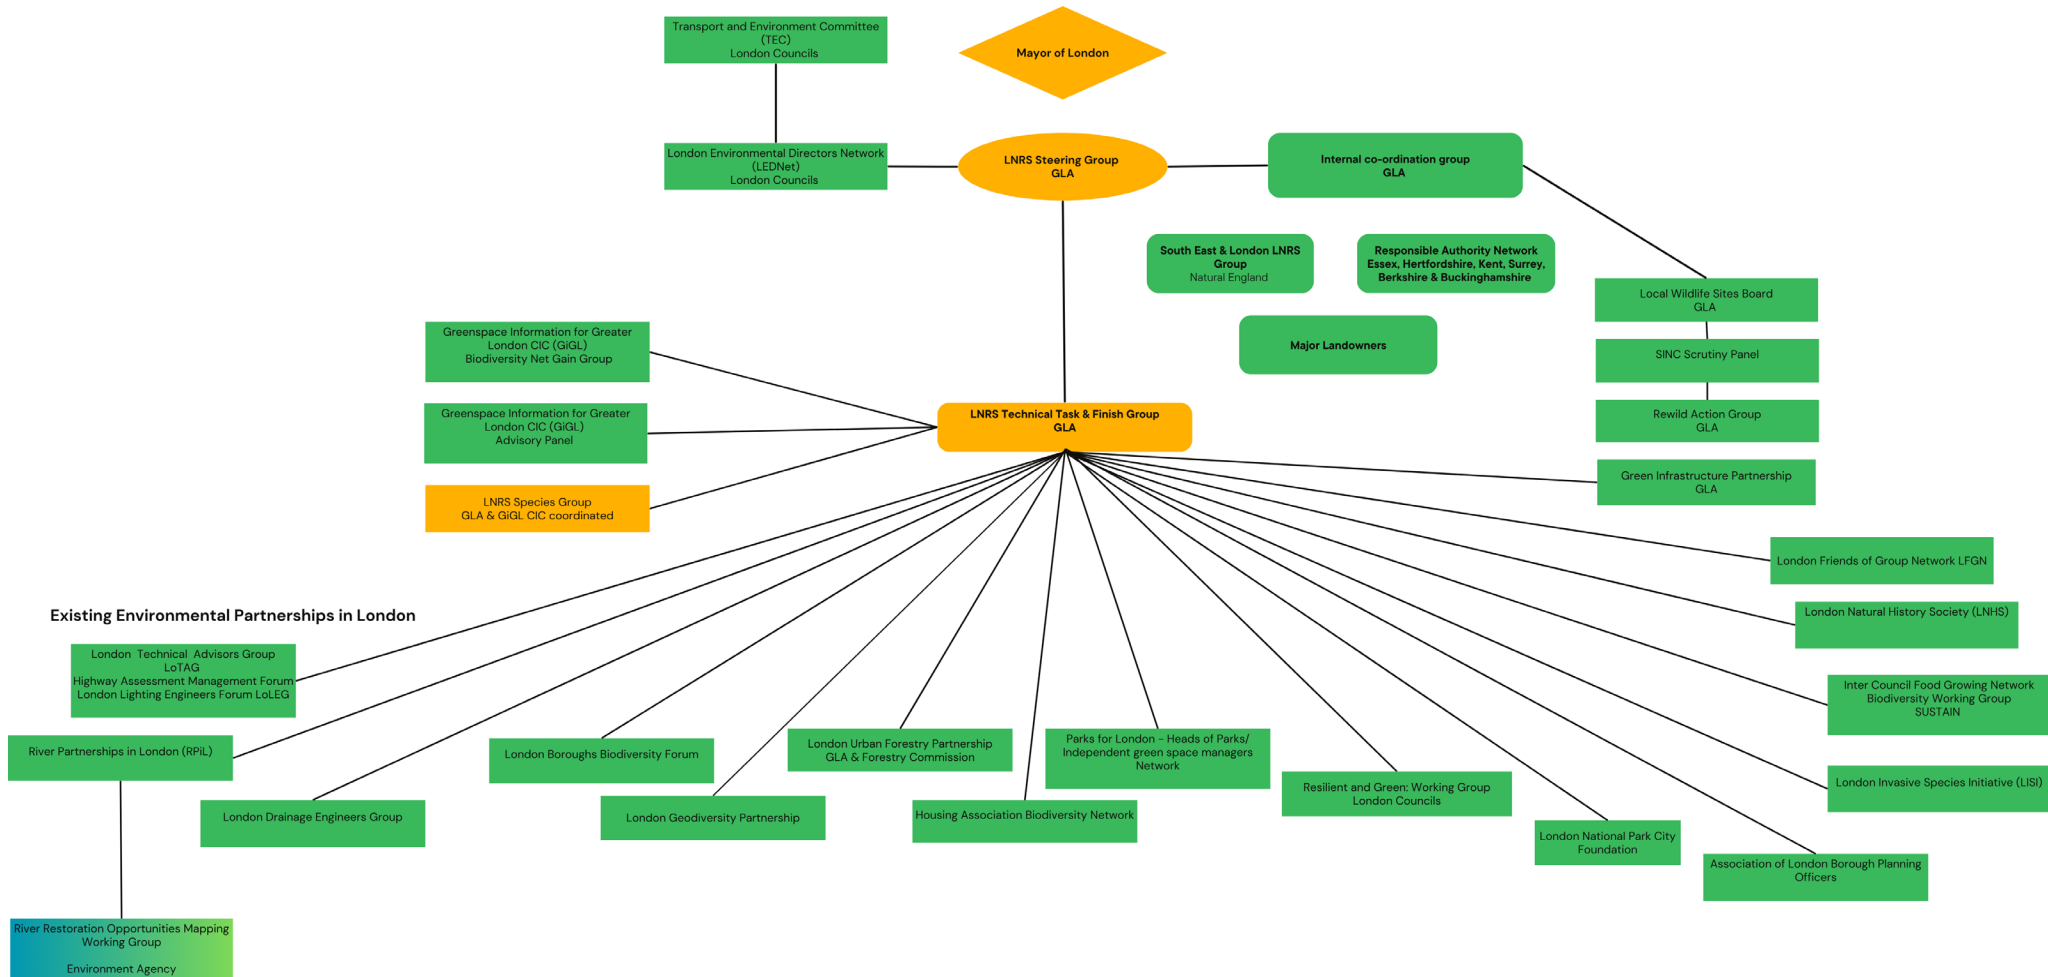 Transport and Environment Committee
(TEC)
London Councils
Mayor of London
London Environmental Directors Network
(LEDNet)
London Councils
LNRS Steering Group
GLA
Internal co-ordination group
GLA
South East & London LNRS
Group
Natural England
Responsible Authority Network
Essex, Hertfordshire, Kent, Surrey,
Berkshire & Buckinghamshire
Local Wildlife Sites Board
GLA
Major Landowners
SINC Scrutiny Panel
Greenspace Information for Greater
London CIC (GiGL)
Biodiversity Net Gain Group
Greenspace Information for Greater
London CIC (GiGL)
Advisory Panel
LNRS Technical Task & Finish Group
GLA
Rewild Action Group
GLA
LNRS Species Group
GLA & GiGL CIC coordinated
Green Infrastructure Partnership
GLA
London Friends of Group Network LFGN
London Natural History Society (LNHS)
Existing Environmental Partnerships in London
London  Technical  Advisors Group
LoTAG
Highway Assessment Management Forum
London Lighting Engineers Forum LoLEG
Inter Council Food Growing Network
Biodiversity Working Group
SUSTAIN
River Partnerships in London (RPiL)
London Boroughs Biodiversity Forum
London Urban Forestry Partnership
GLA & Forestry Commission
Parks for London - Heads of Parks/
Independent green space managers
Network
Resilient and Green: Working Group
London Councils
London Invasive Species Initiative (LISI)
London Drainage Engineers Group
London Geodiversity Partnership
Housing Association Biodiversity Network
London National Park City
Foundation
Association of London Borough Planning
Officers
River Restoration Opportunities Mapping
Working Group
Environment Agency